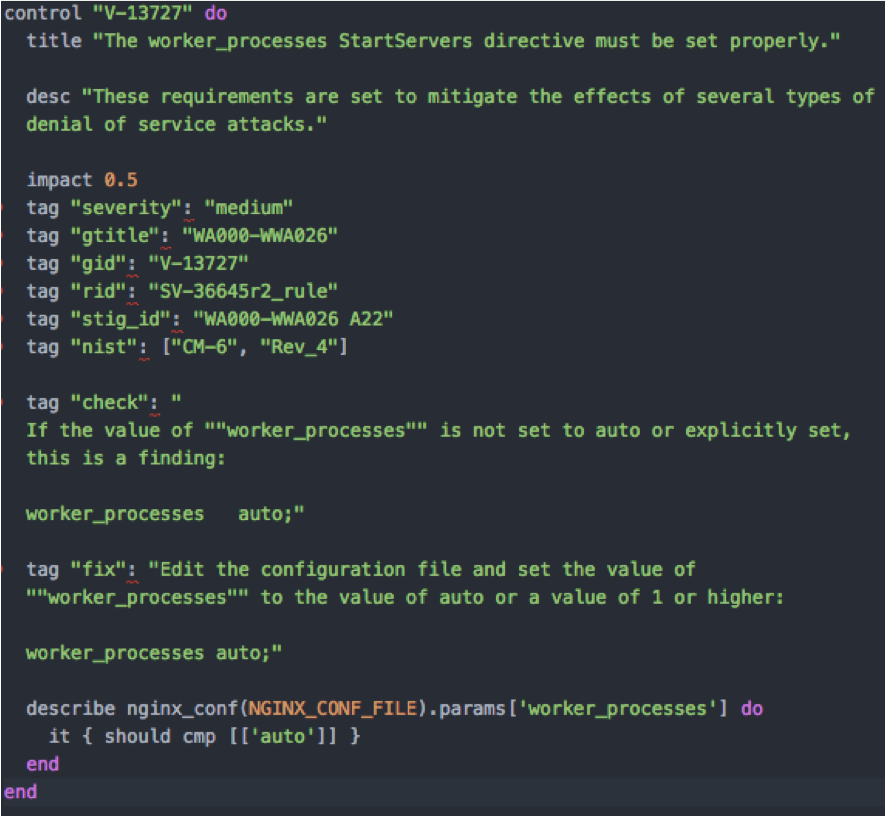 control "V-13727" do
title "The worker_processes StartServers directive must be set properly."
desc "These requirements are set to mitigate the effects of several types of
denial of service attacks."
impact 0.5
tag "severity": "medium"
tag "gtitle": "WA000-WWA026"
tag "gid": "V-13727"
tag "rid": "SV-36645r2_rule"
tag "stig_id": "WA000-WWA026 A22"
tag "nist": ["CM-6", "Rev_4"]
tag "check": "
If the value of ""worker_processes"" is not set to auto or explicitly set,
this is a finding:
worker_processes   auto;"
tag "fix": "Edit the configuration file and set the value of
""worker_processes"" to the value of auto or a value of 1 or higher:
worker_processes auto;"
describe nginx_conf(NGINX_CONF_FILE).params['worker_processes'] do
it { should cmp [['auto']] }
end
end